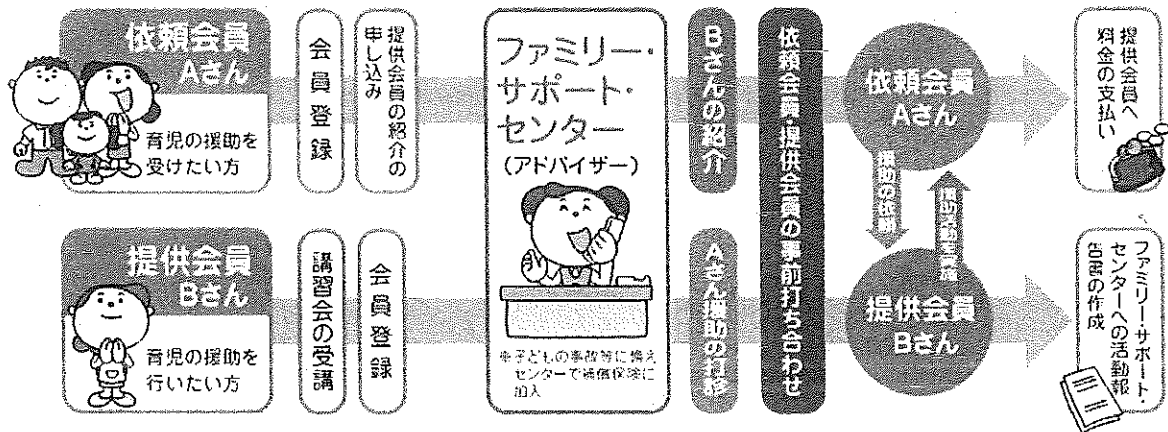 依頼会員
Aさん
育児の援助を
受けたい方
会員登録
提供会員の紹介の
申し込み
ファミリー・
サポート・
センター
(アドバイザー)
※子どもの事故等に備え
センターで補償保険に
加入
Bさんの紹介
Aさん援助の打診
依頼会員・提供会員の事前打ち合わせ
依頼会員
Aさん
援助の依頼
援助活動実施
提供会員へ
料金の支払い
提供会員
Bさん
育児の援助を
行いたい方
講習会の受講
会員登録
提供会員
Bさん
ファミリー・サポート・
センターへの活動報
告書の作成